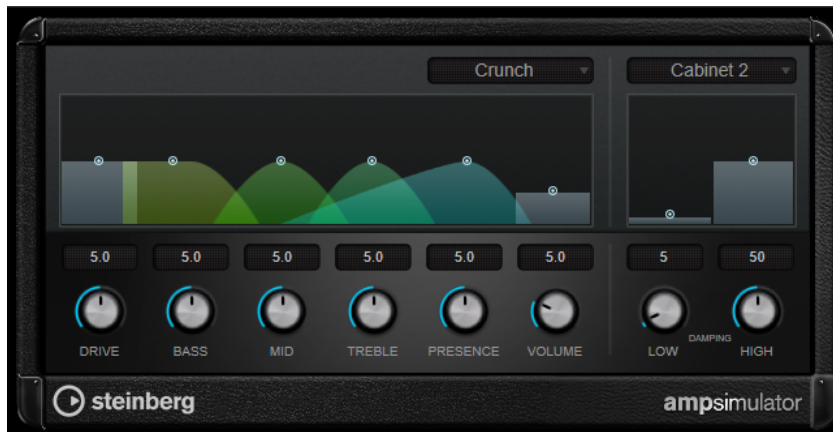 Crunch
Cabinet 2
5.0 5.0 5.0 5.0 5.0 5.0 5 50
DRIVE BASS MID TREBLE PRESENCE VOLUME LOW DAMPING HIGH
steinberg
ampsimulator